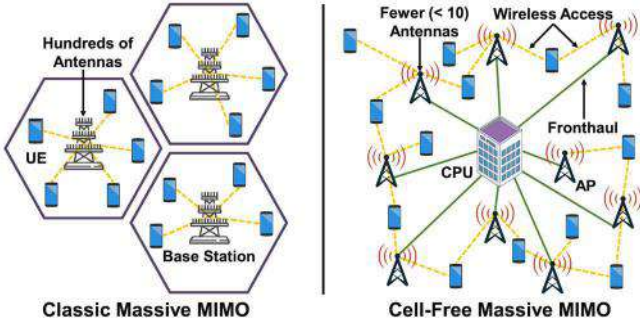 Hundreds of
Antennas
UE
Base Station
Classic Massive MIMO
Fewer (< 10)
Antennas
Wireless Access
Fronthaul
CPU
AP
Cell-Free Massive MIMO